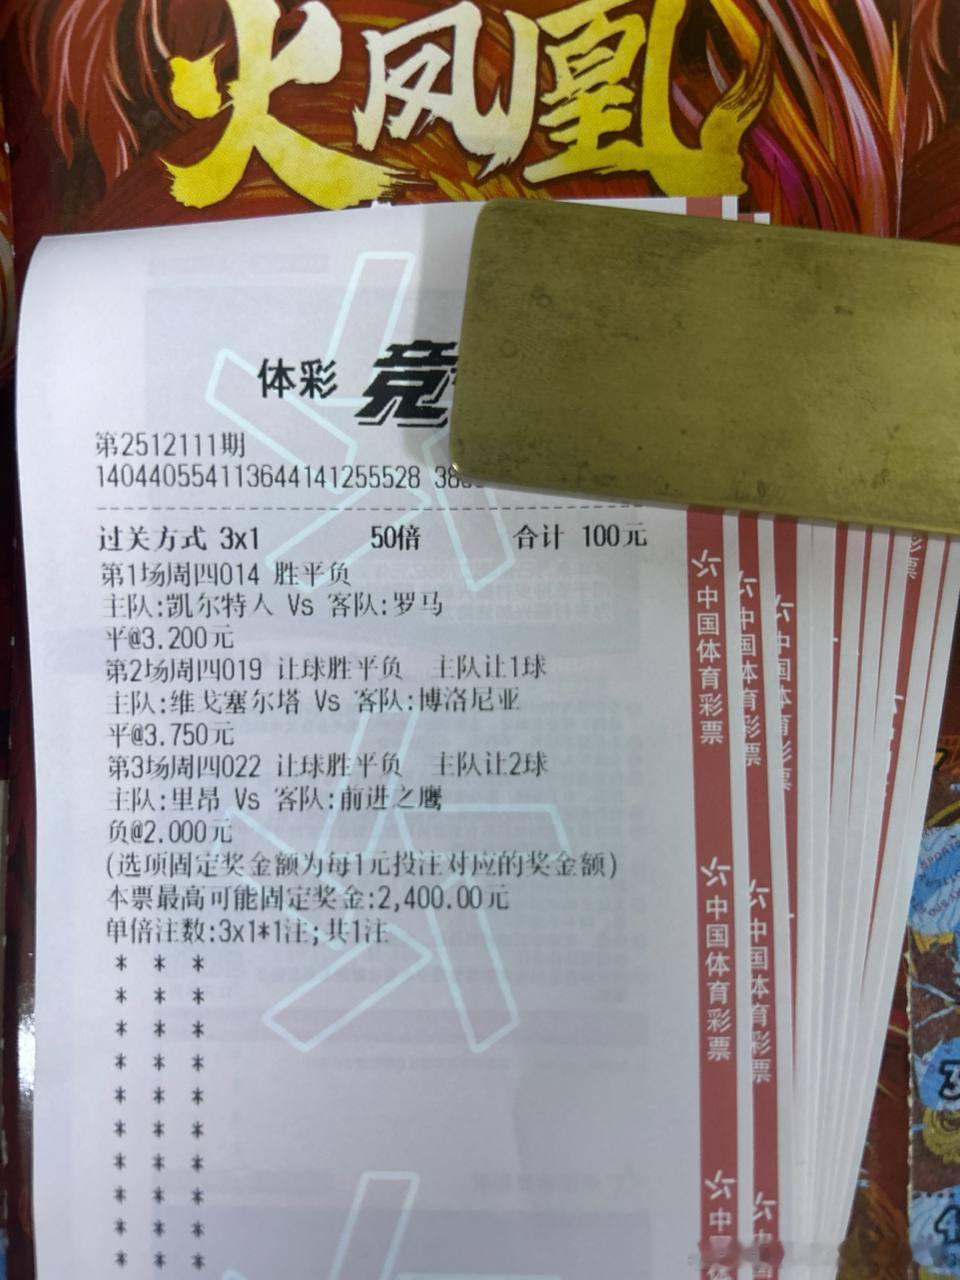 火凤凰
体彩 竞
第2512111期
140440554113644141255528 38
过关方式 3x1 50倍 合计 100元
第1场周四014 胜平负
主队:凯尔特人 Vs 客队:罗马
平@3.200元
第2场周四019 让球胜平负 主队让1球
主队:维戈塞尔塔 Vs 客队:博洛尼亚
平@3.750元
第3场周四022 让球胜平负 主队让2球
主队:里昂 Vs 客队:前进之鹰
负@2.000元
(选项固定奖金额为每1元投注对应的奖金额)
本票最高可能固定奖金:2,400.00元
单倍注数:3x1*1注;共1注
* * *
* * *
* * *
* * *
* * *
* * *
* * *
* * *
* * *
* * *
中国体育彩票
中国体育彩票
中国体育彩票
中国体育彩票
中国体育彩票